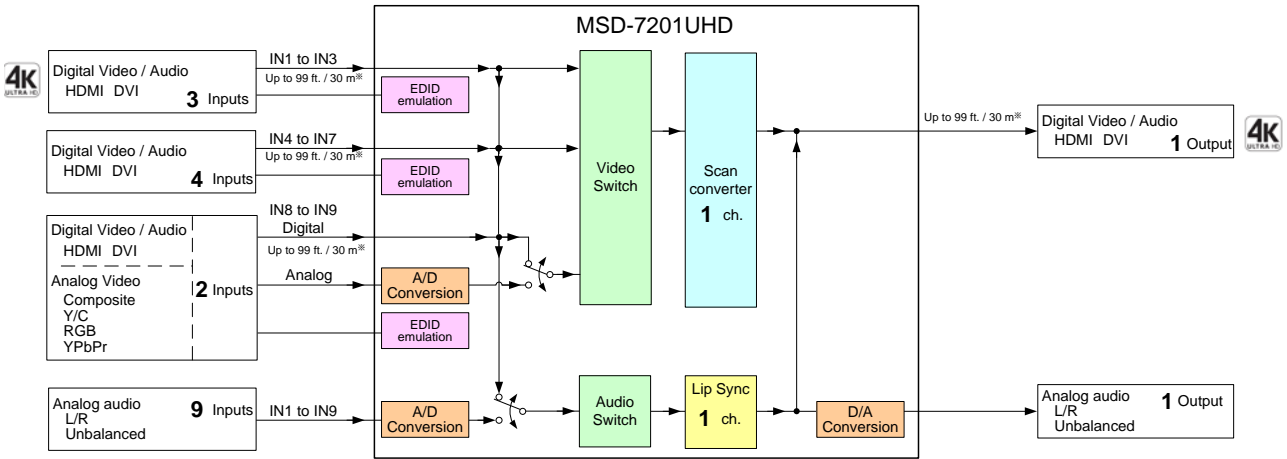 MSD-7201UHD
4K
ULTRA HD
Digital Video / Audio
HDMI DVI
3 Inputs
IN1 to IN3
Up to 99 ft. / 30 m※
EDID
emulation
Digital Video / Audio
HDMI DVI
4 Inputs
IN4 to IN7
Up to 99 ft. / 30 m※
EDID
emulation
Digital Video / Audio
HDMI DVI
Analog Video
Composite
Y/C
RGB
YPbPr
2 Inputs
IN8 to IN9
Digital
Up to 99 ft. / 30 m※
Analog
A/D
Conversion
EDID
emulation
Analog audio
L/R
Unbalanced
9 Inputs
IN1 to IN9
A/D
Conversion
Video
Switch
Scan
converter
1 ch.
Audio
Switch
Lip Sync
1 ch.
D/A
Conversion
Up to 99 ft. / 30 m※
Digital Video / Audio
HDMI DVI
1 Output
4K
ULTRA HD
Analog audio
L/R
Unbalanced
1 Output